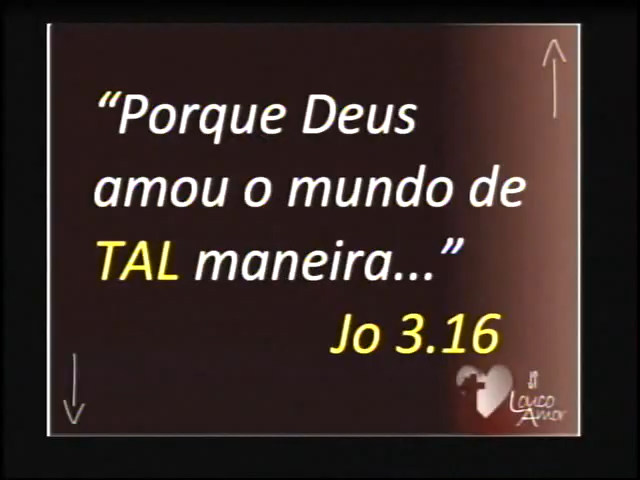 “Porque Deus
amou o mundo de
TAL maneira...”
Jo 3.16
Louco
Amor